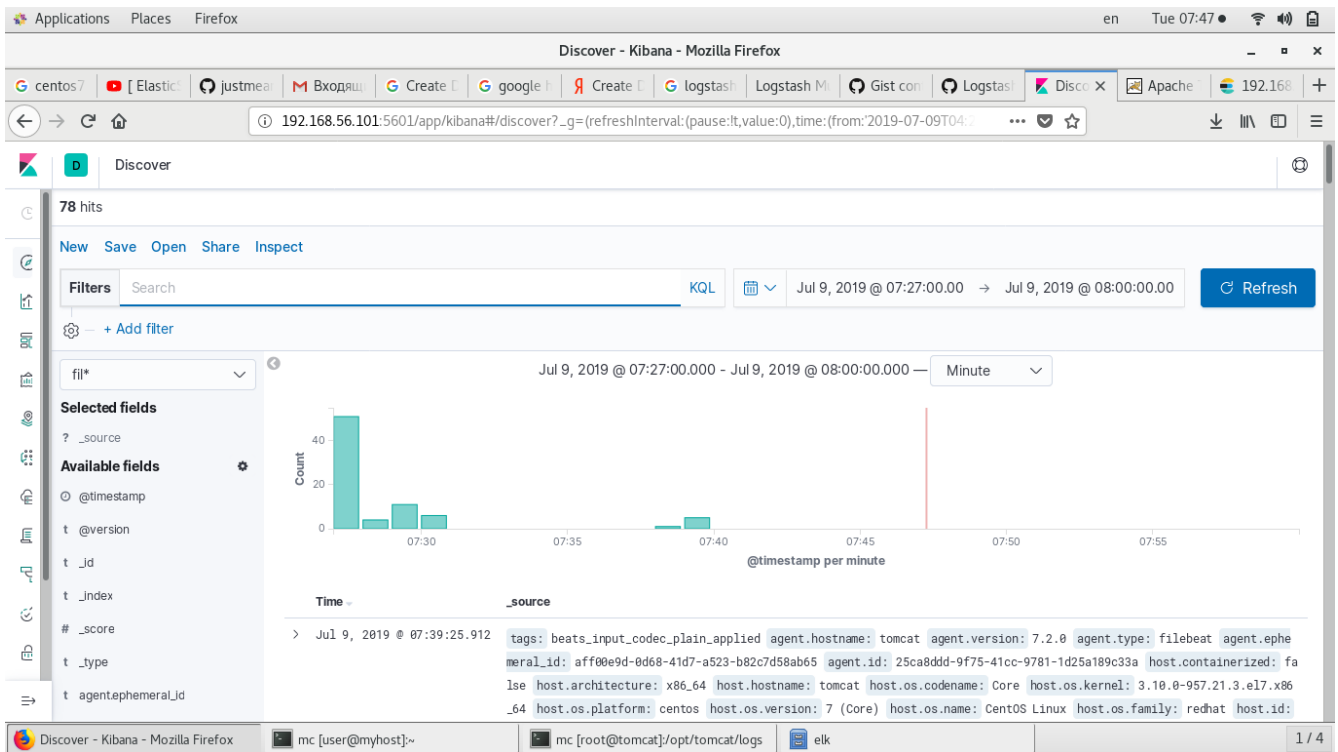 Applications Places Firefox en Tue 07:47
Discover - Kibana - Mozilla Firefox
centos7 [ Elastic justmea Входящ Create D google h Create D logstash Logstash M Gist con Logstas Disco Apache 192.168.
192.168.56.101:5601/app/kibana#/discover?_g=(refreshInterval:(pause:!t,value:0),time:(from:'2019-07-09T04:2
D Discover
78 hits
New Save Open Share Inspect
Filters Search KQL Jul 9, 2019 @ 07:27:00.00 → Jul 9, 2019 @ 08:00:00.00 Refresh
+ Add filter
fil*
Jul 9, 2019 @ 07:27:00.000 - Jul 9, 2019 @ 08:00:00.000 — Minute
Selected fields
? _source
Available fields
@timestamp
t @version
t _id
t _index
# _score
t _type
t agent.ephemeral_id
Count
40
20
0
07:30 07:35 07:40 07:45 07:50 07:55
@timestamp per minute
Time _source
Jul 9, 2019 @ 07:39:25.912 tags: beats_input_codec_plain_applied agent.hostname: tomcat agent.version: 7.2.0 agent.type: filebeat agent.ephe
meral_id: aff00e9d-0d68-41d7-a523-b82c7d58ab65 agent.id: 25ca8ddd-9f75-41cc-9781-1d25a189c33a host.containerized: fa
lse host.architecture: x86_64 host.hostname: tomcat host.os.codename: Core host.os.kernel: 3.10.0-957.21.3.el7.x86
_64 host.os.platform: centos host.os.version: 7 (Core) host.os.name: CentOS Linux host.os.family: redhat host.id:
Discover - Kibana - Mozilla Firefox mc [user@myhost]:~ mc [root@tomcat]:/opt/tomcat/logs elk 1 / 4